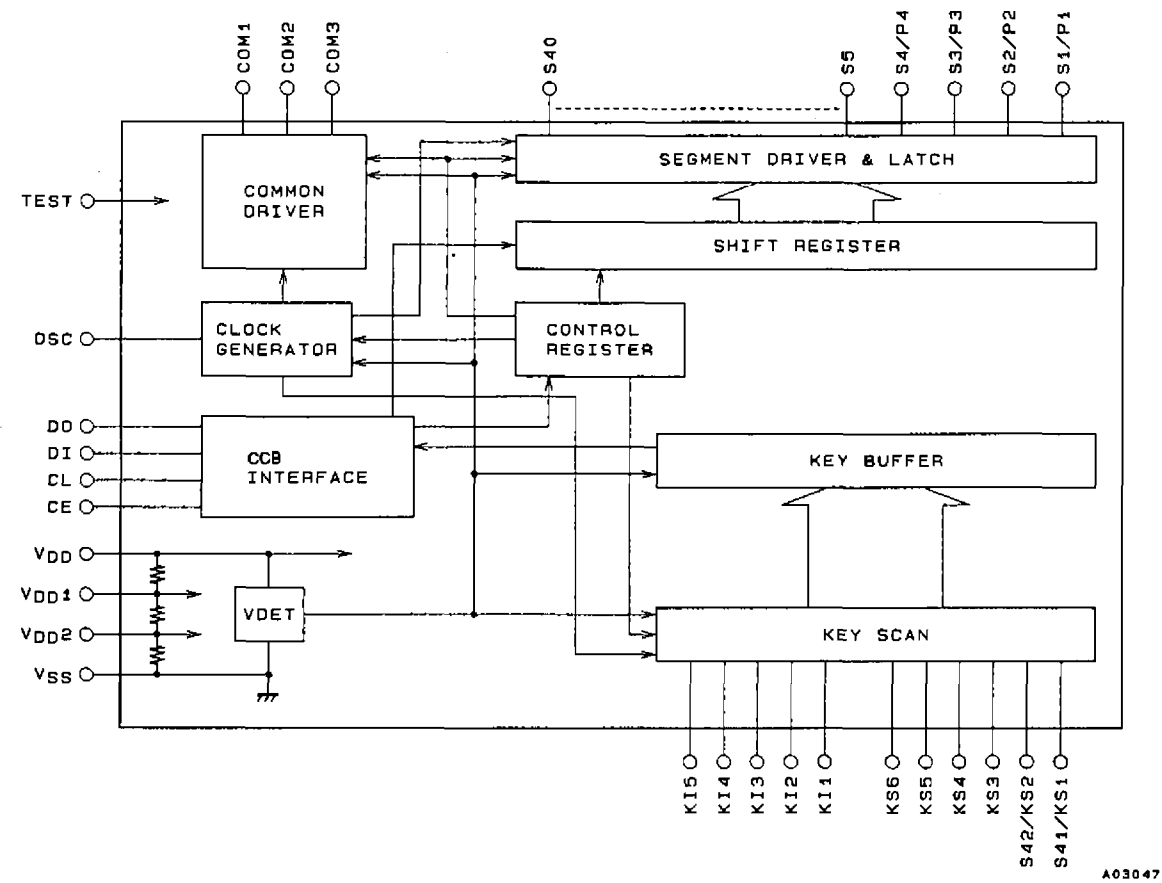 COM1
COM2
COM3
S40
S5
S4/P4
S3/P3
S2/P2
S1/P1
TEST
COMMON
DRIVER
SEGMENT DRIVER & LATCH
SHIFT REGISTER
OSC
CLOCK
GENERATOR
CONTROL
REGISTER
DO
DI
CL
CE
CCB
INTERFACE
KEY BUFFER
VDD
VDD1
VDD2
VSS
VDET
KEY SCAN
KI5
KI4
KI3
KI2
KI1
KS6
KS5
KS4
KS3
S42/KS2
S41/KS1
A03047